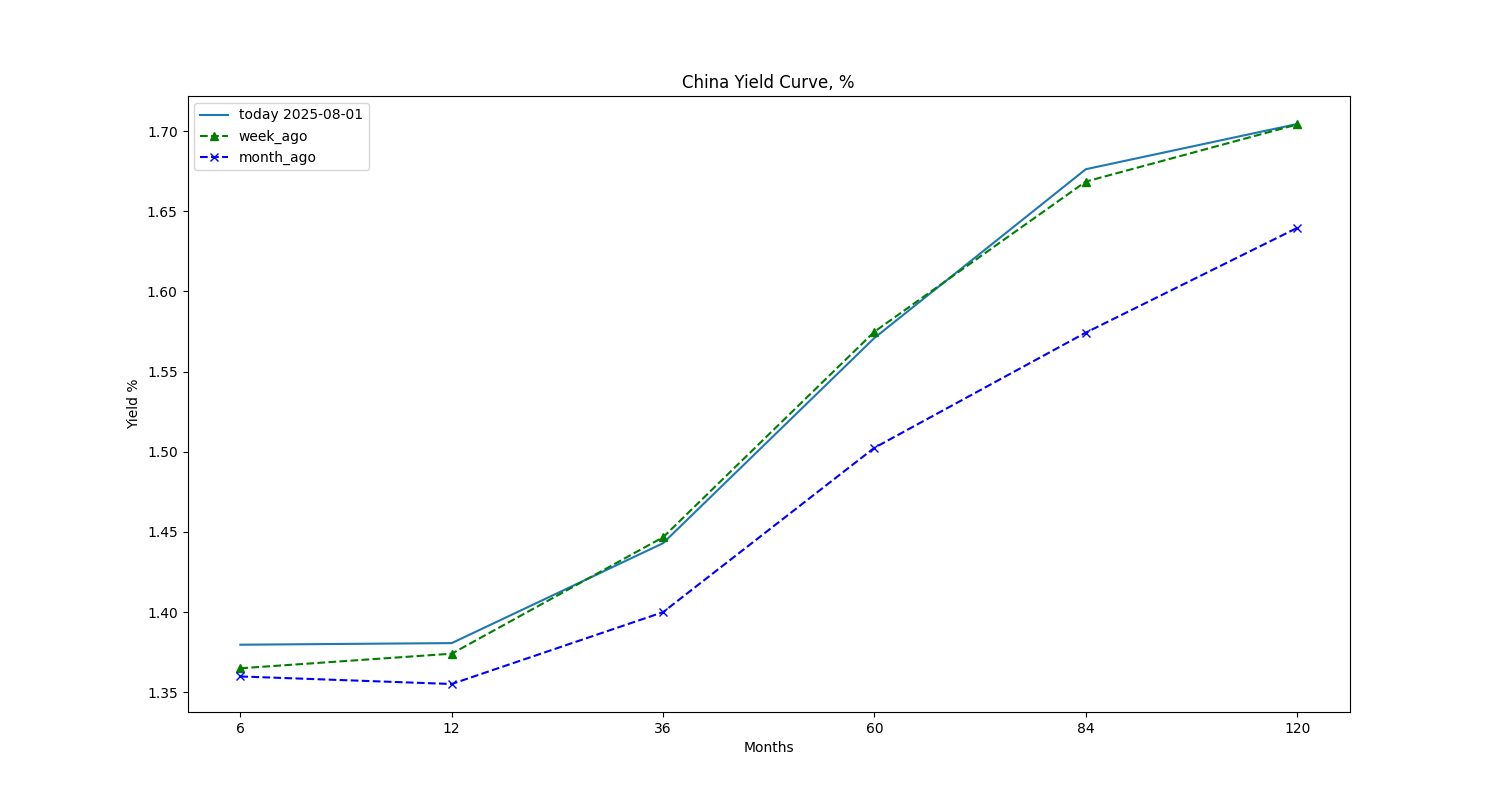 China Yield Curve, %
today 2025-08-01
week_ago
month_ago
1.70
1.65
1.60
1.55
1.50
1.45
1.40
1.35
Yield %
6 12 36 60 84 120
Months